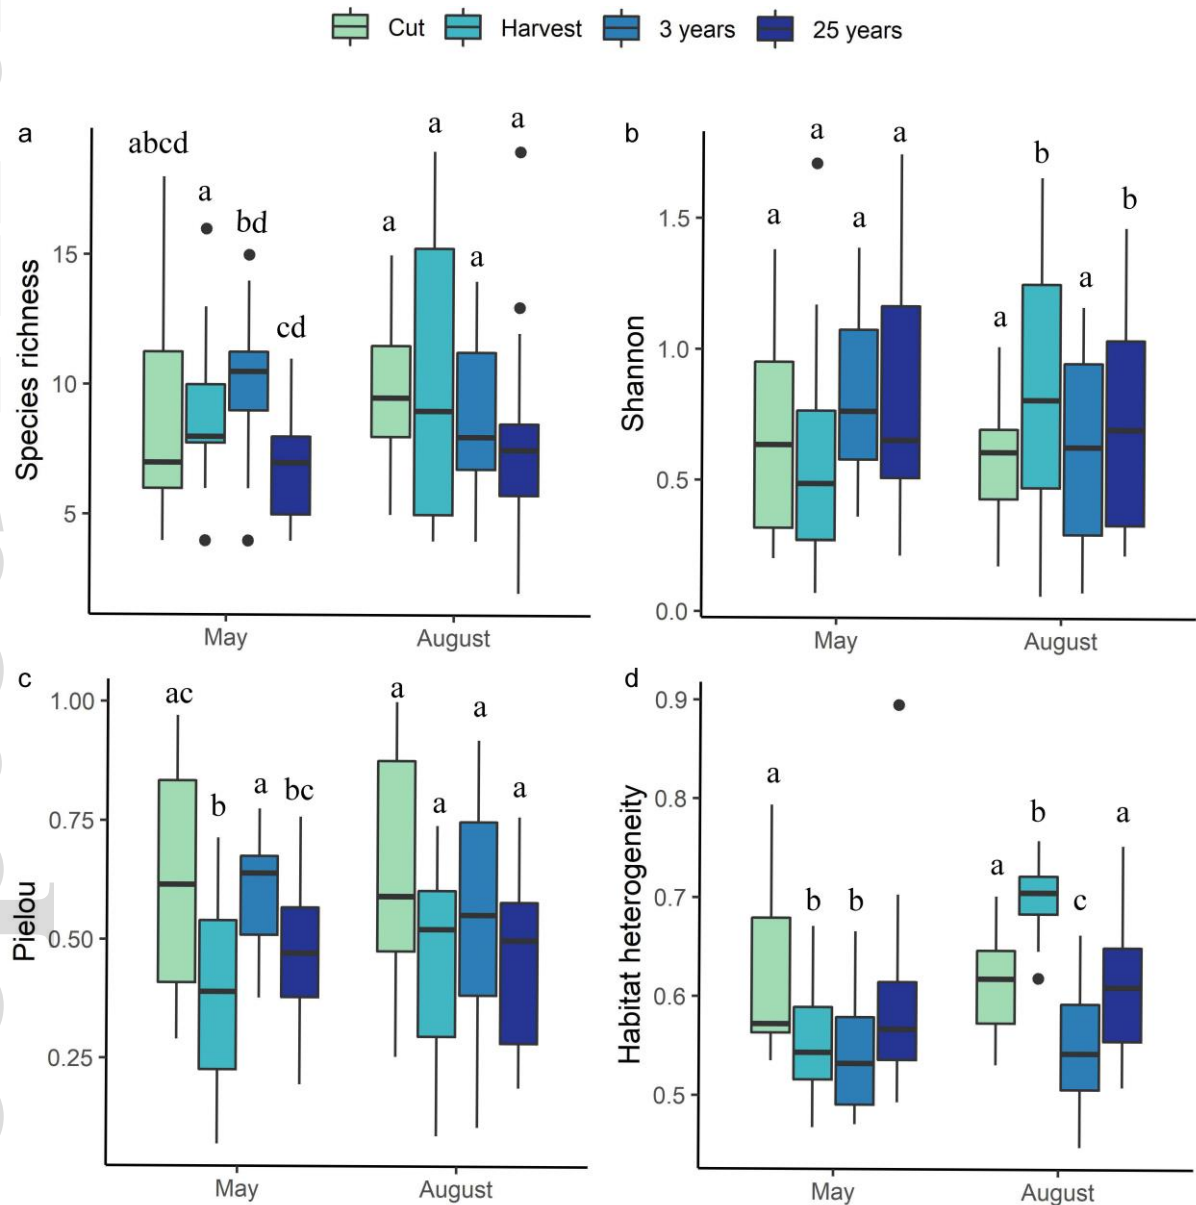 Cut Harvest 3 years 25 years
a
abcd
a
bd
cd
a
a
a
a
Species richness
15
10
5
May August
b
a
a
a
a
a
b
a
b
Shannon
1.5
1.0
0.5
0.0
May August
c
ac
b
a
bc
a
a
a
a
Pielou
1.00
0.75
0.50
0.25
May August
d
a
b
b
a
b
c
a
Habitat heterogeneity
0.9
0.8
0.7
0.6
0.5
May August